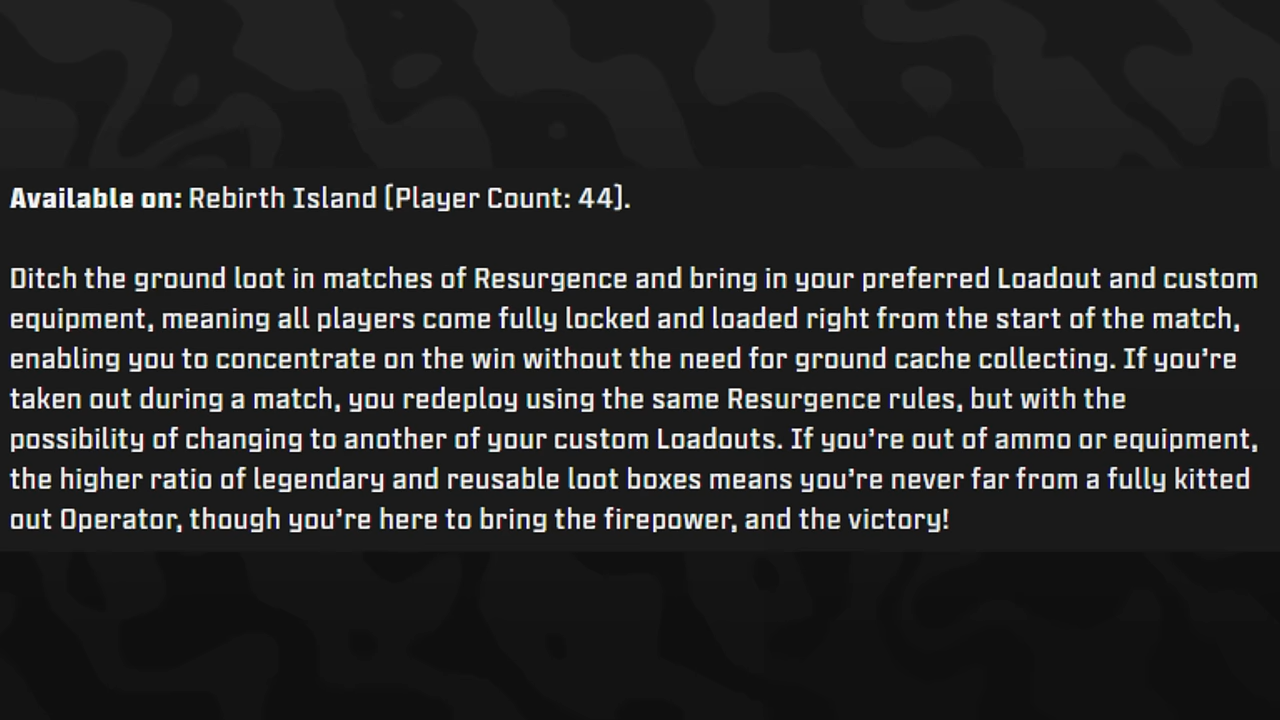 Available on: Rebirth Island (Player Count: 44).
Ditch the ground loot in matches of Resurgence and bring in your preferred Loadout and custom
equipment, meaning all players come fully locked and loaded right from the start of the match,
enabling you to concentrate on the win without the need for ground cache collecting. If you’re
taken out during a match, you redeploy using the same Resurgence rules, but with the
possibility of changing to another of your custom Loadouts. If you’re out of ammo or equipment,
the higher ratio of legendary and reusable loot boxes means you’re never far from a fully kitted
out Operator, though you’re here to bring the firepower, and the victory!